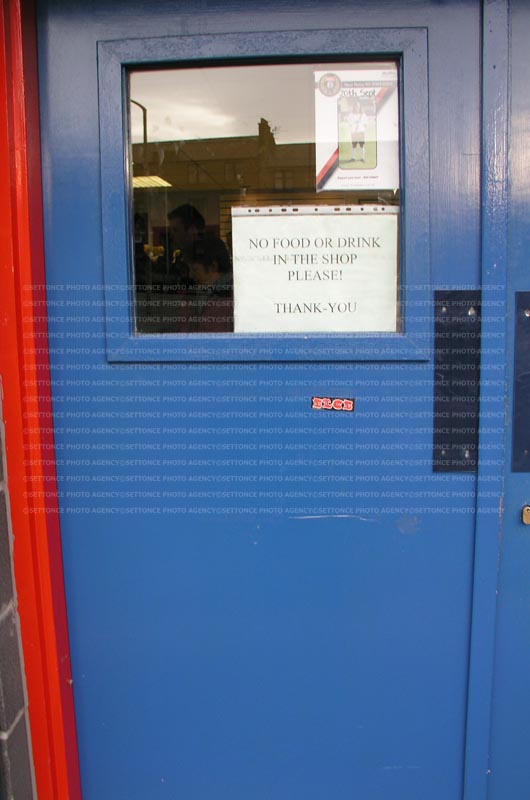 20th Sept
NO FOOD OR DRINK
IN THE SHOP
PLEASE!
THANK-YOU
©SETTONCE PHOTO AGENCY